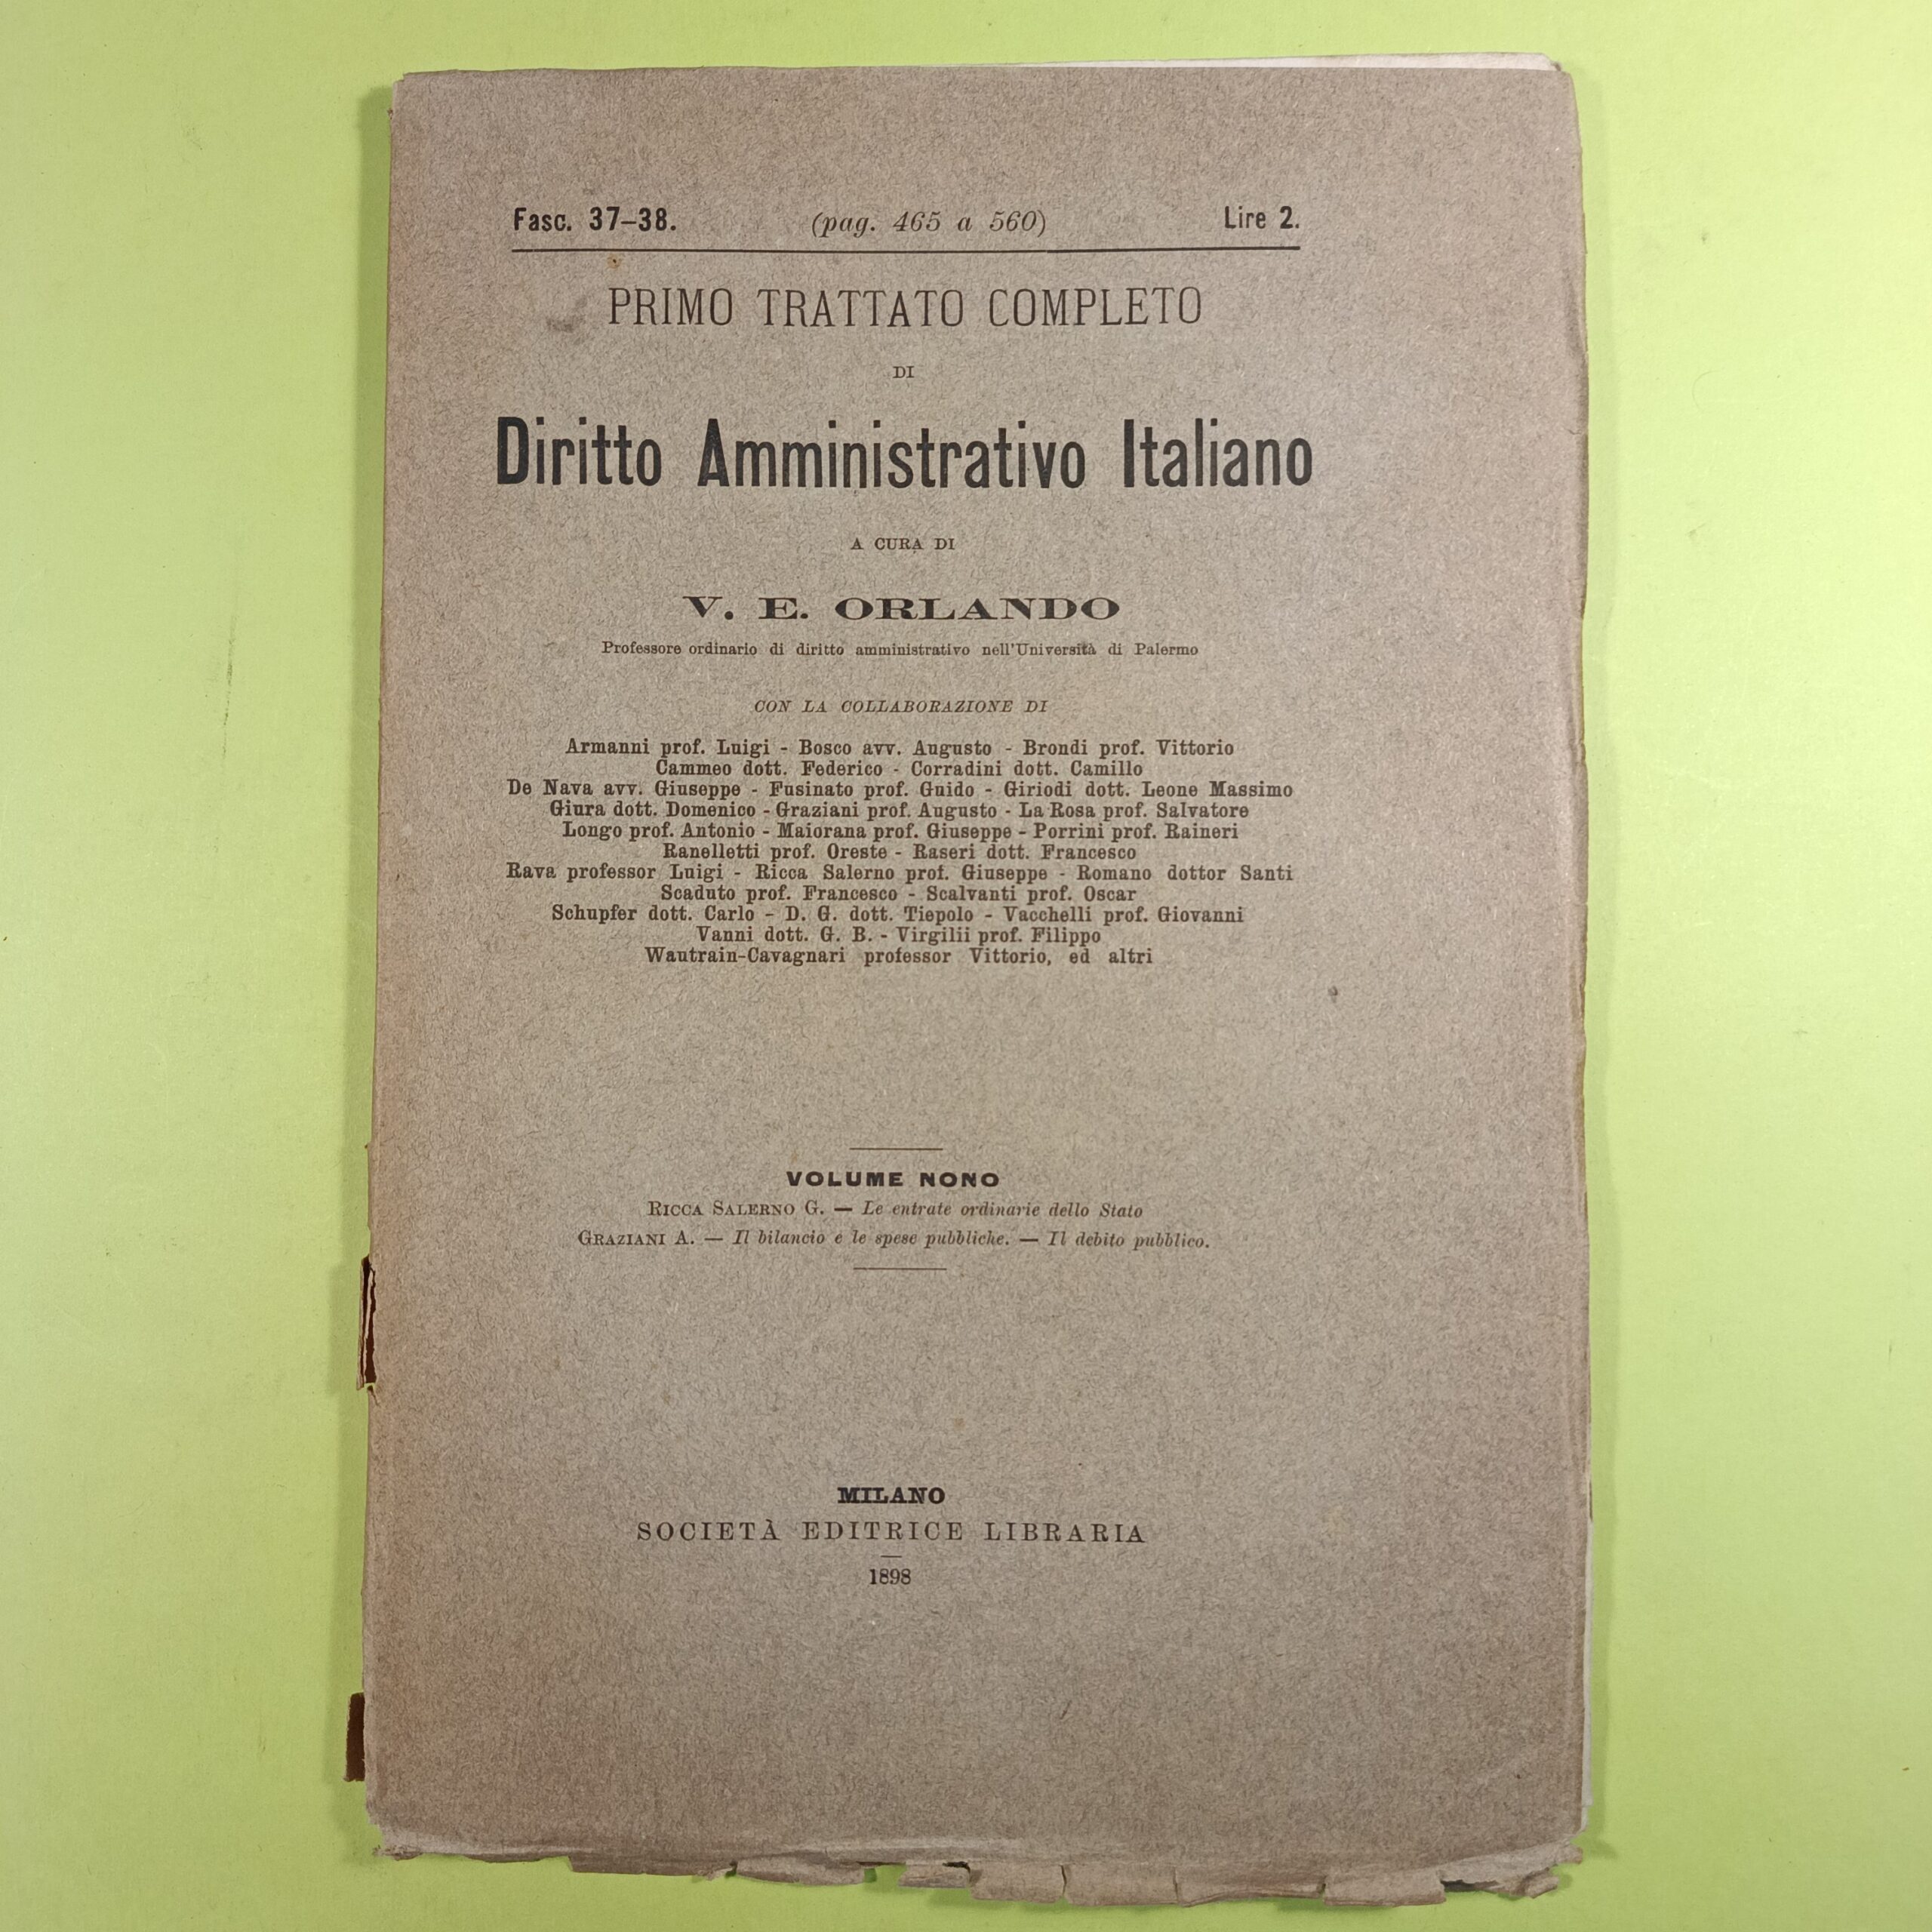 Fasc. 37–38. (pag. 465 a 560) Lire 2.
PRIMO TRATTATO COMPLETO
DI
Diritto Amministrativo Italiano
A CURA DI
V. E. ORLANDO
Professore ordinario di diritto amministrativo nell'Università di Palermo
CON LA COLLABORAZIONE DI
Armanni prof. Luigi - Bosco avv. Augusto - Brondi prof. Vittorio
Cammeo dott. Federico - Corradini dott. Camillo
De Nava avv. Giuseppe - Fusinato prof. Guido - Giriodi dott. Leone Massimo
Giura dott. Domenico - Graziani prof. Augusto - La Rosa prof. Salvatore
Longo prof. Antonio - Maiorana prof. Giuseppe - Porrini prof. Raineri
Ranelletti prof. Oreste - Raseri dott. Francesco
Rava professor Luigi - Ricca Salerno prof. Giuseppe - Romano dottor Santi
Scaduto prof. Francesco - Scalvanti prof. Oscar
Schupfer dott. Carlo - D. G. dott. Tiepolo - Vacchelli prof. Giovanni
Vanni dott. G. B. - Virgilii prof. Filippo
Wautrain-Cavagnari professor Vittorio, ed altri
VOLUME NONO
RICCA SALERNO G. — Le entrate ordinarie dello Stato
GRAZIANI A. — Il bilancio e le spese pubbliche. — Il debito pubblico.
MILANO
SOCIETÀ EDITRICE LIBRARIA
1898